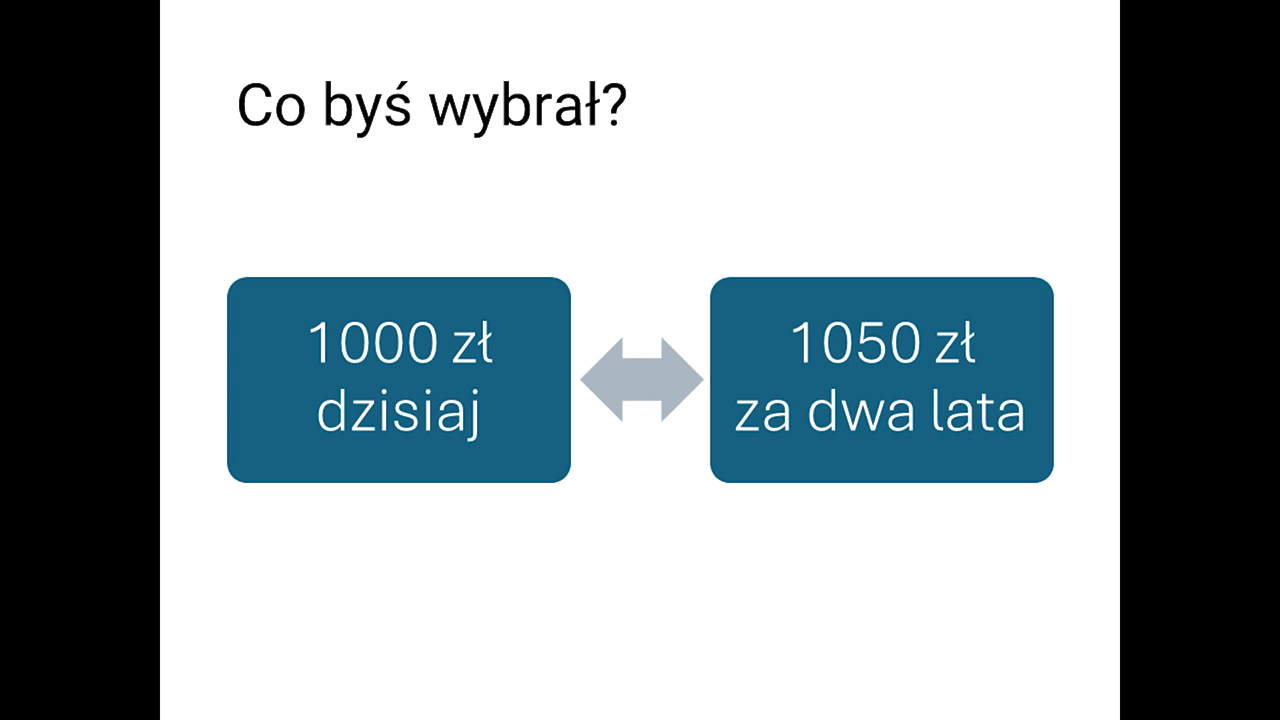 Co byś wybrał?
1000 zł
dzisiaj
1050 zł
za dwa lata